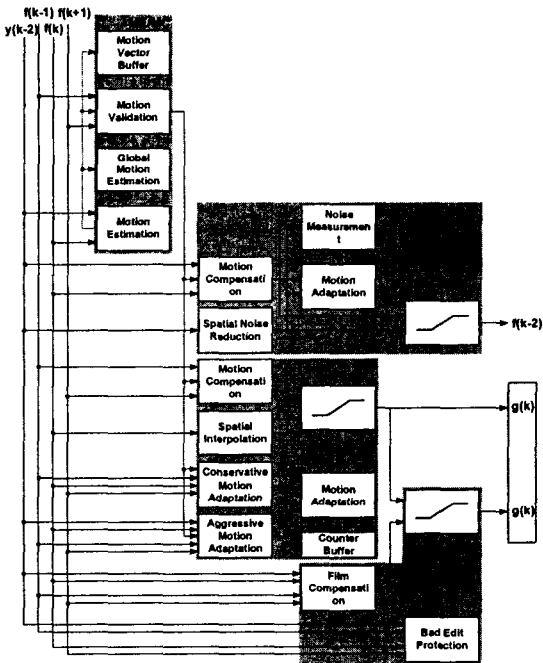 f(k-1) f(k+1)
y(k-2) f(k)
Motion
Vector
Buffer
Motion
Validation
Global
Motion
Estimation
Motion
Estimation
Noise
Measuremen
t
Motion
Compensati
on
Motion
Adaptation
Spatial Noise
Reduction
f(k-2)
Motion
Compensati
on
g(k)
Spatial
Interpolation
Conservative
Motion
Adaptation
Motion
Adaptation
g(k)
Aggressive
Motion
Adaptation
Counter
Buffer
Film
Compensati
on
Bad Edit
Protection